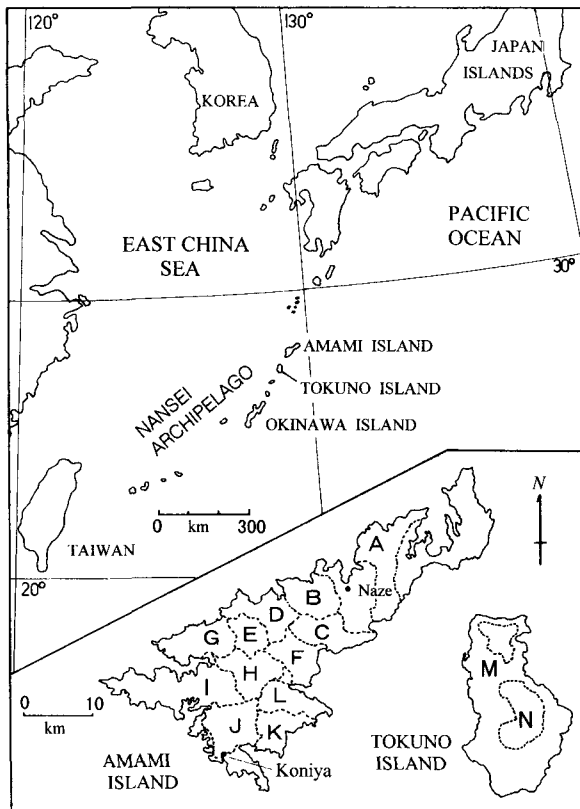 120°
130°
JAPAN
ISLANDS
KOREA
EAST CHINA
SEA
PACIFIC
OCEAN
30°
AMAMI ISLAND
TOKUNO ISLAND
OKINAWA ISLAND
NANSEI
ARCHIPELAGO
0 300
km
TAIWAN
20°
N
A
Naze
B
C
D
E
F
G
H
I
L
J
K
M
N
0 10
km
AMAMI
ISLAND
Koniya
TOKUNO
ISLAND